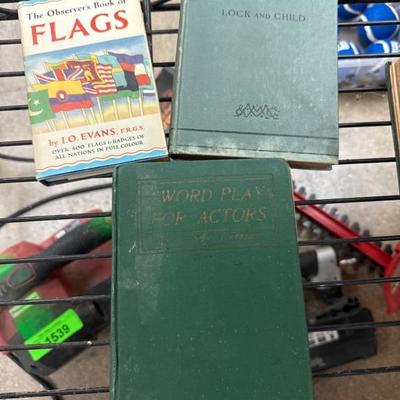 The Observer's Book of
FLAGS
by I.O. EVANS, F.R.G.S.
OVER 400 FLAGS & BADGES OF
ALL NATIONS IN FULL COLOUR
LOCK AND CHILD
SWORD PLAY
FOR ACTORS
1539